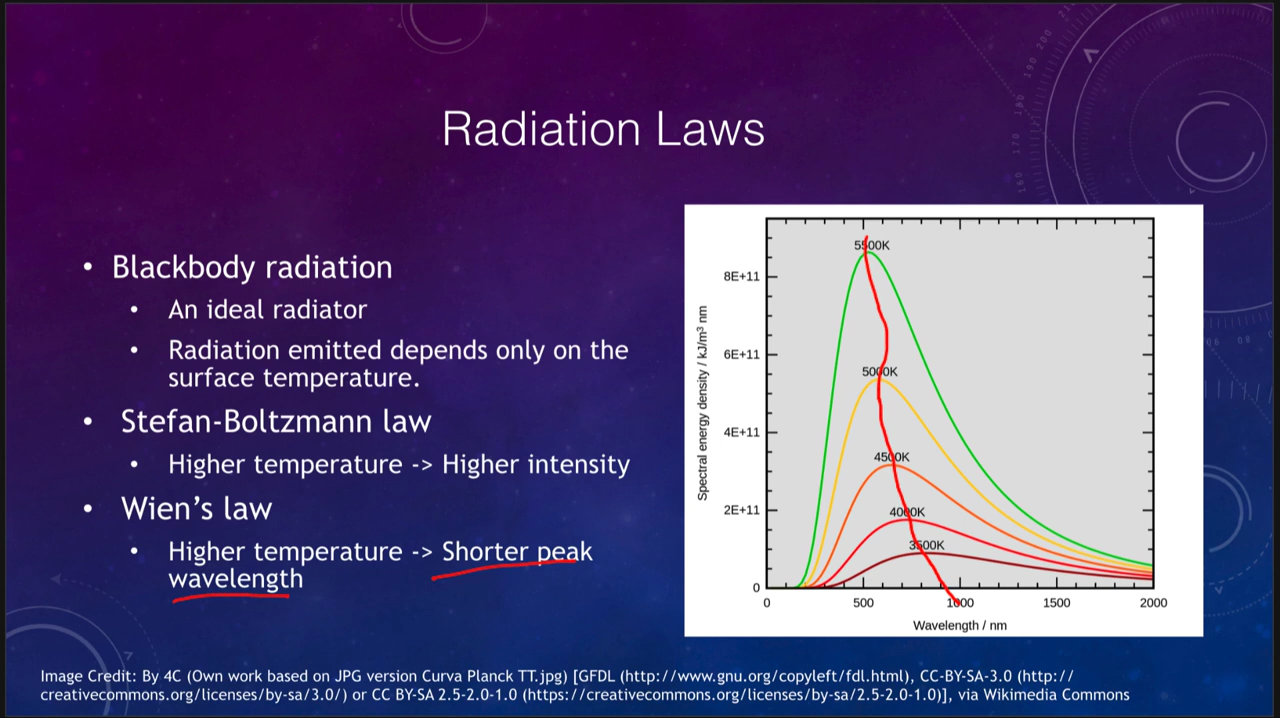 Radiation Laws
• Blackbody radiation
• An ideal radiator
• Radiation emitted depends only on the
surface temperature.
• Stefan-Boltzmann law
• Higher temperature -> Higher intensity
• Wien’s law
• Higher temperature -> Shorter peak
wavelength
Spectral energy density / kJ/m³ nm
8E+11
6E+11
4E+11
2E+11
0
5500K
5000K
4500K
4000K
3500K
0 500 1000 1500 2000
Wavelength / nm
Image Credit: By 4C (Own work based on JPG version Curva Planck TT.jpg) [GFDL (http://www.gnu.org/copyleft/fdl.html), CC-BY-SA-3.0 (http://
creativecommons.org/licenses/by-sa/3.0/) or CC BY-SA 2.5-2.0-1.0 (https://creativecommons.org/licenses/by-sa/2.5-2.0-1.0)], via Wikimedia Commons